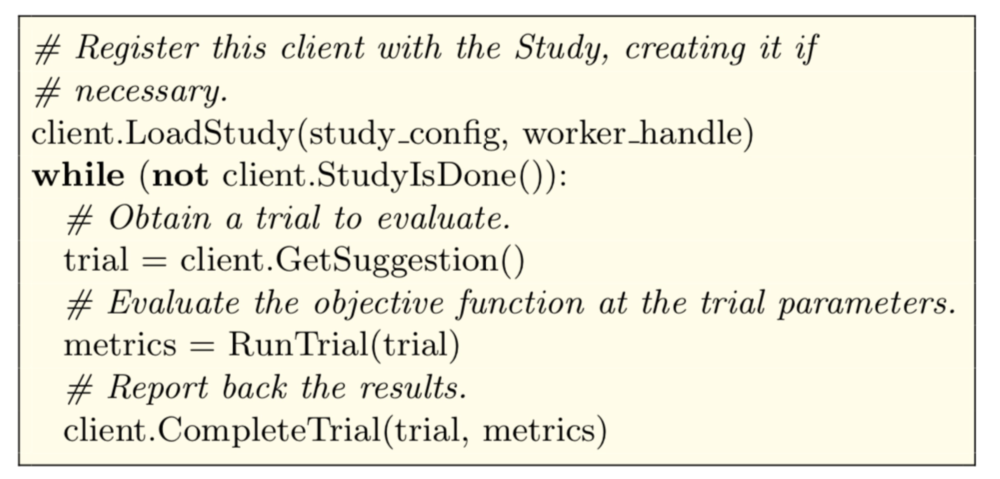 # Register this client with the Study, creating it if
# necessary.
client.LoadStudy(study_config, worker_handle)
while (not client.StudyIsDone()):
# Obtain a trial to evaluate.
trial = client.GetSuggestion()
# Evaluate the objective function at the trial parameters.
metrics = RunTrial(trial)
# Report back the results.
client.CompleteTrial(trial, metrics)